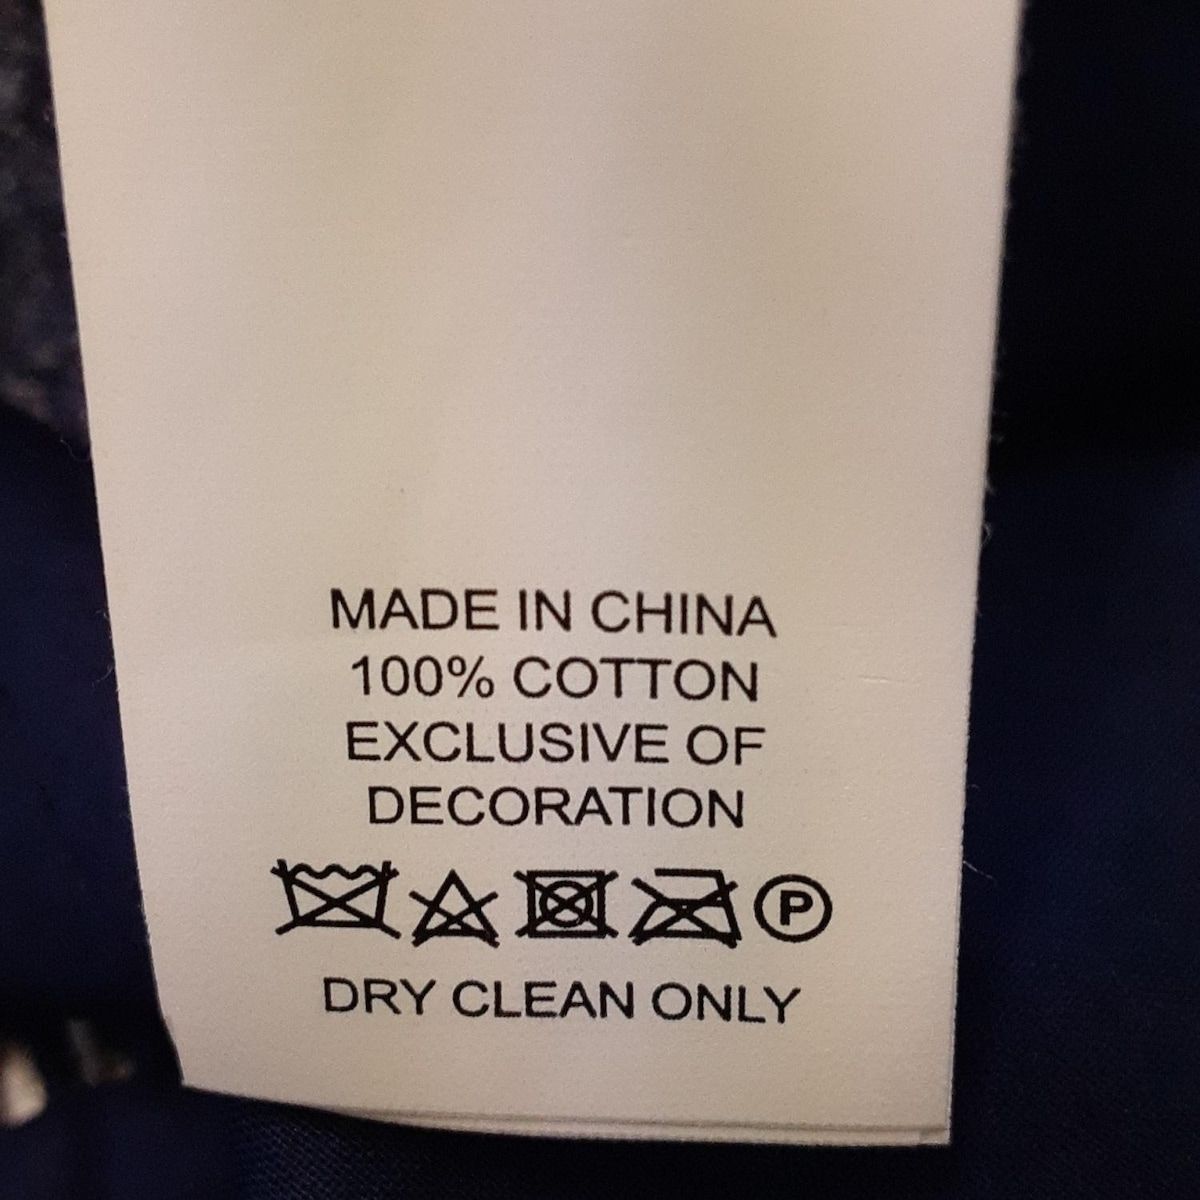 MADE IN CHINA
100% COTTON
EXCLUSIVE OF
DECORATION
P
DRY CLEAN ONLY